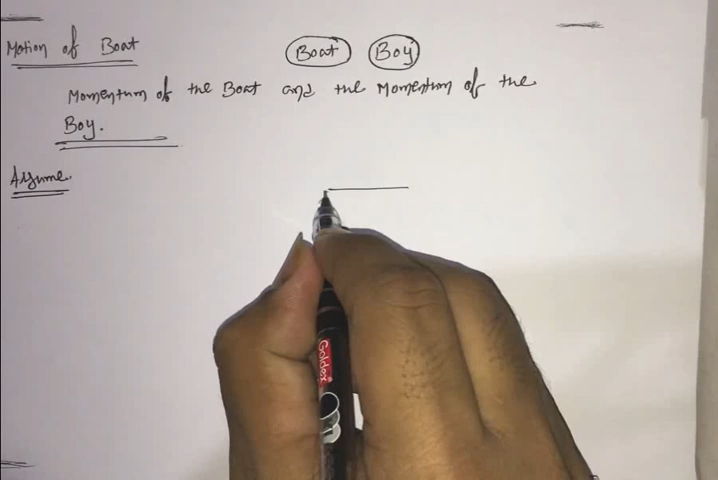 Motion of Boat
Boat Boy
Momentum of the Boat and the Momentum of the
Boy.
Assume.
Goldex